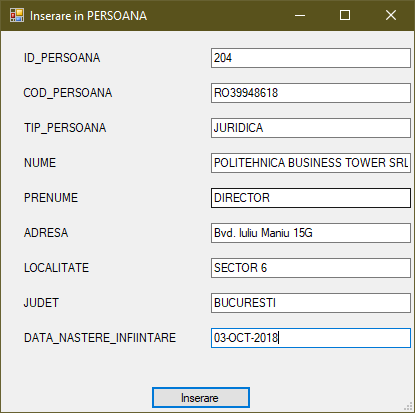 Inserare in PERSOANA
ID_PERSOANA 204
COD_PERSOANA RO39948618
TIP_PERSOANA JURIDICA
NUME POLITEHNICA BUSINESS TOWER SRL
PRENUME DIRECTOR
ADRESA Bvd. Iuliu Maniu 15G
LOCALITATE SECTOR 6
JUDET BUCURESTI
DATA_NASTERE_INFIINTARE 03-OCT-2018
Inserare